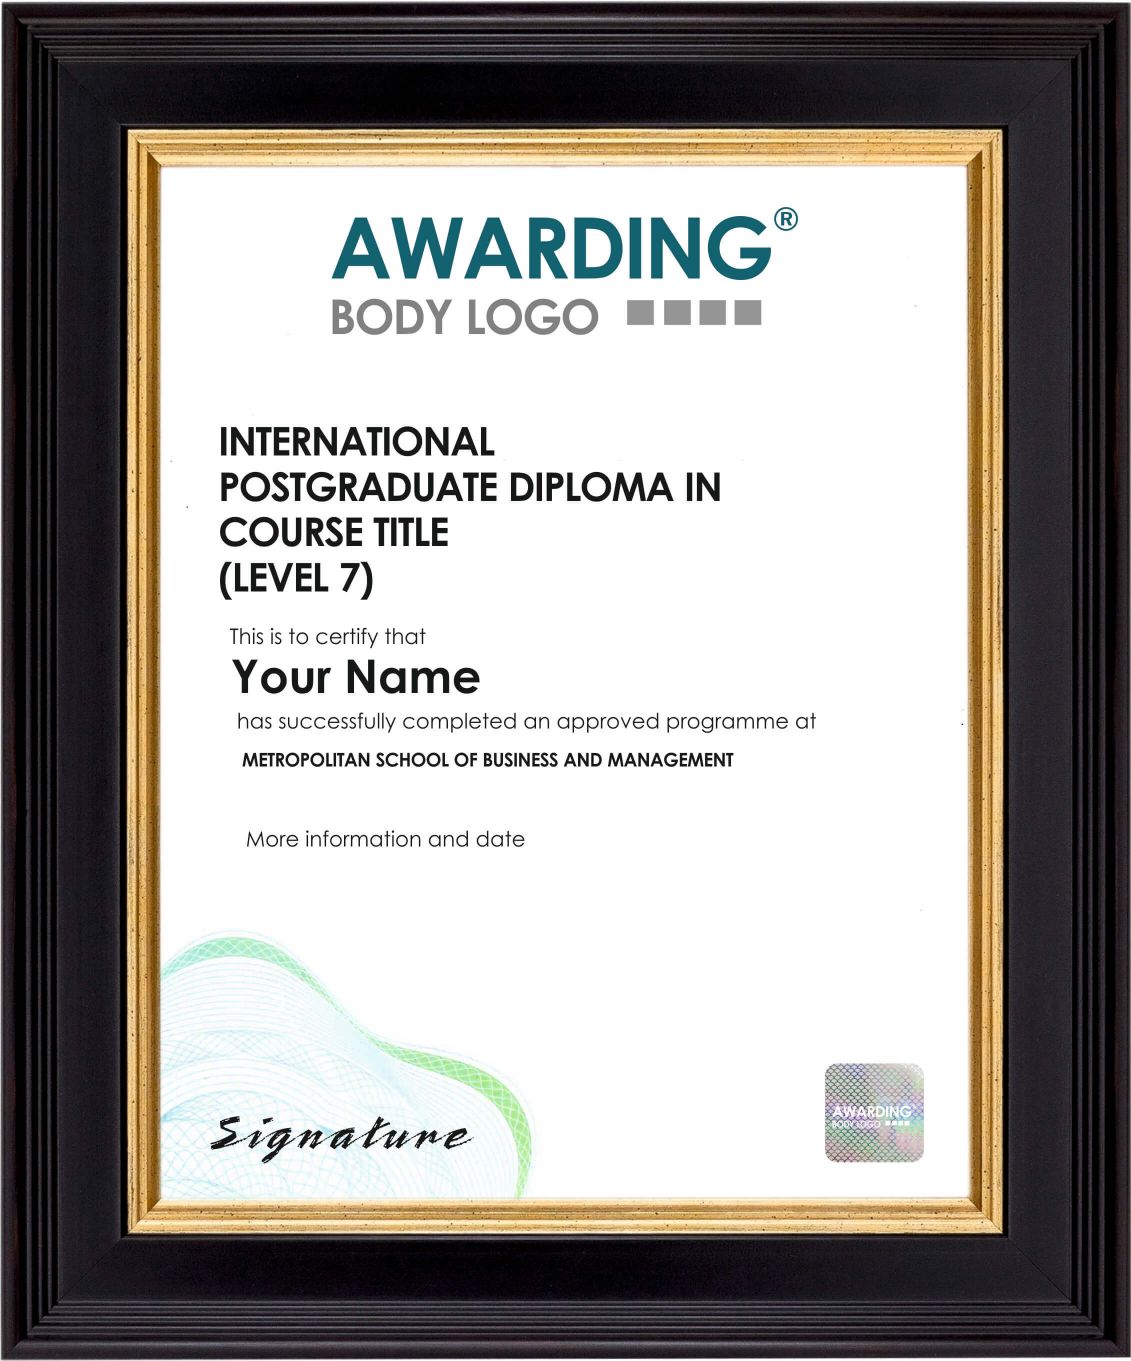 AWARDING®
BODY LOGO
INTERNATIONAL
POSTGRADUATE DIPLOMA IN
COURSE TITLE
(LEVEL 7)
This is to certify that
Your Name
has successfully completed an approved programme at
METROPOLITAN SCHOOL OF BUSINESS AND MANAGEMENT
More information and date
Signature
AWARDING
BODY LOGO